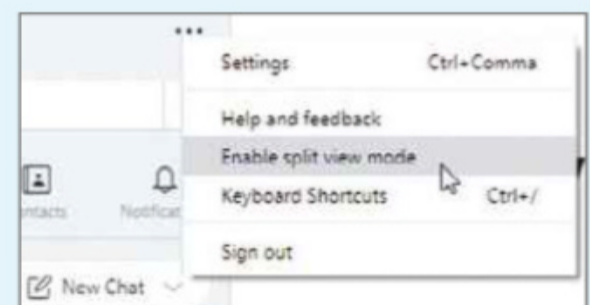 Settings Ctrl+Comma
Help and feedback
Enable split view mode
Keyboard Shortcuts Ctrl+/
Sign out
New Chat